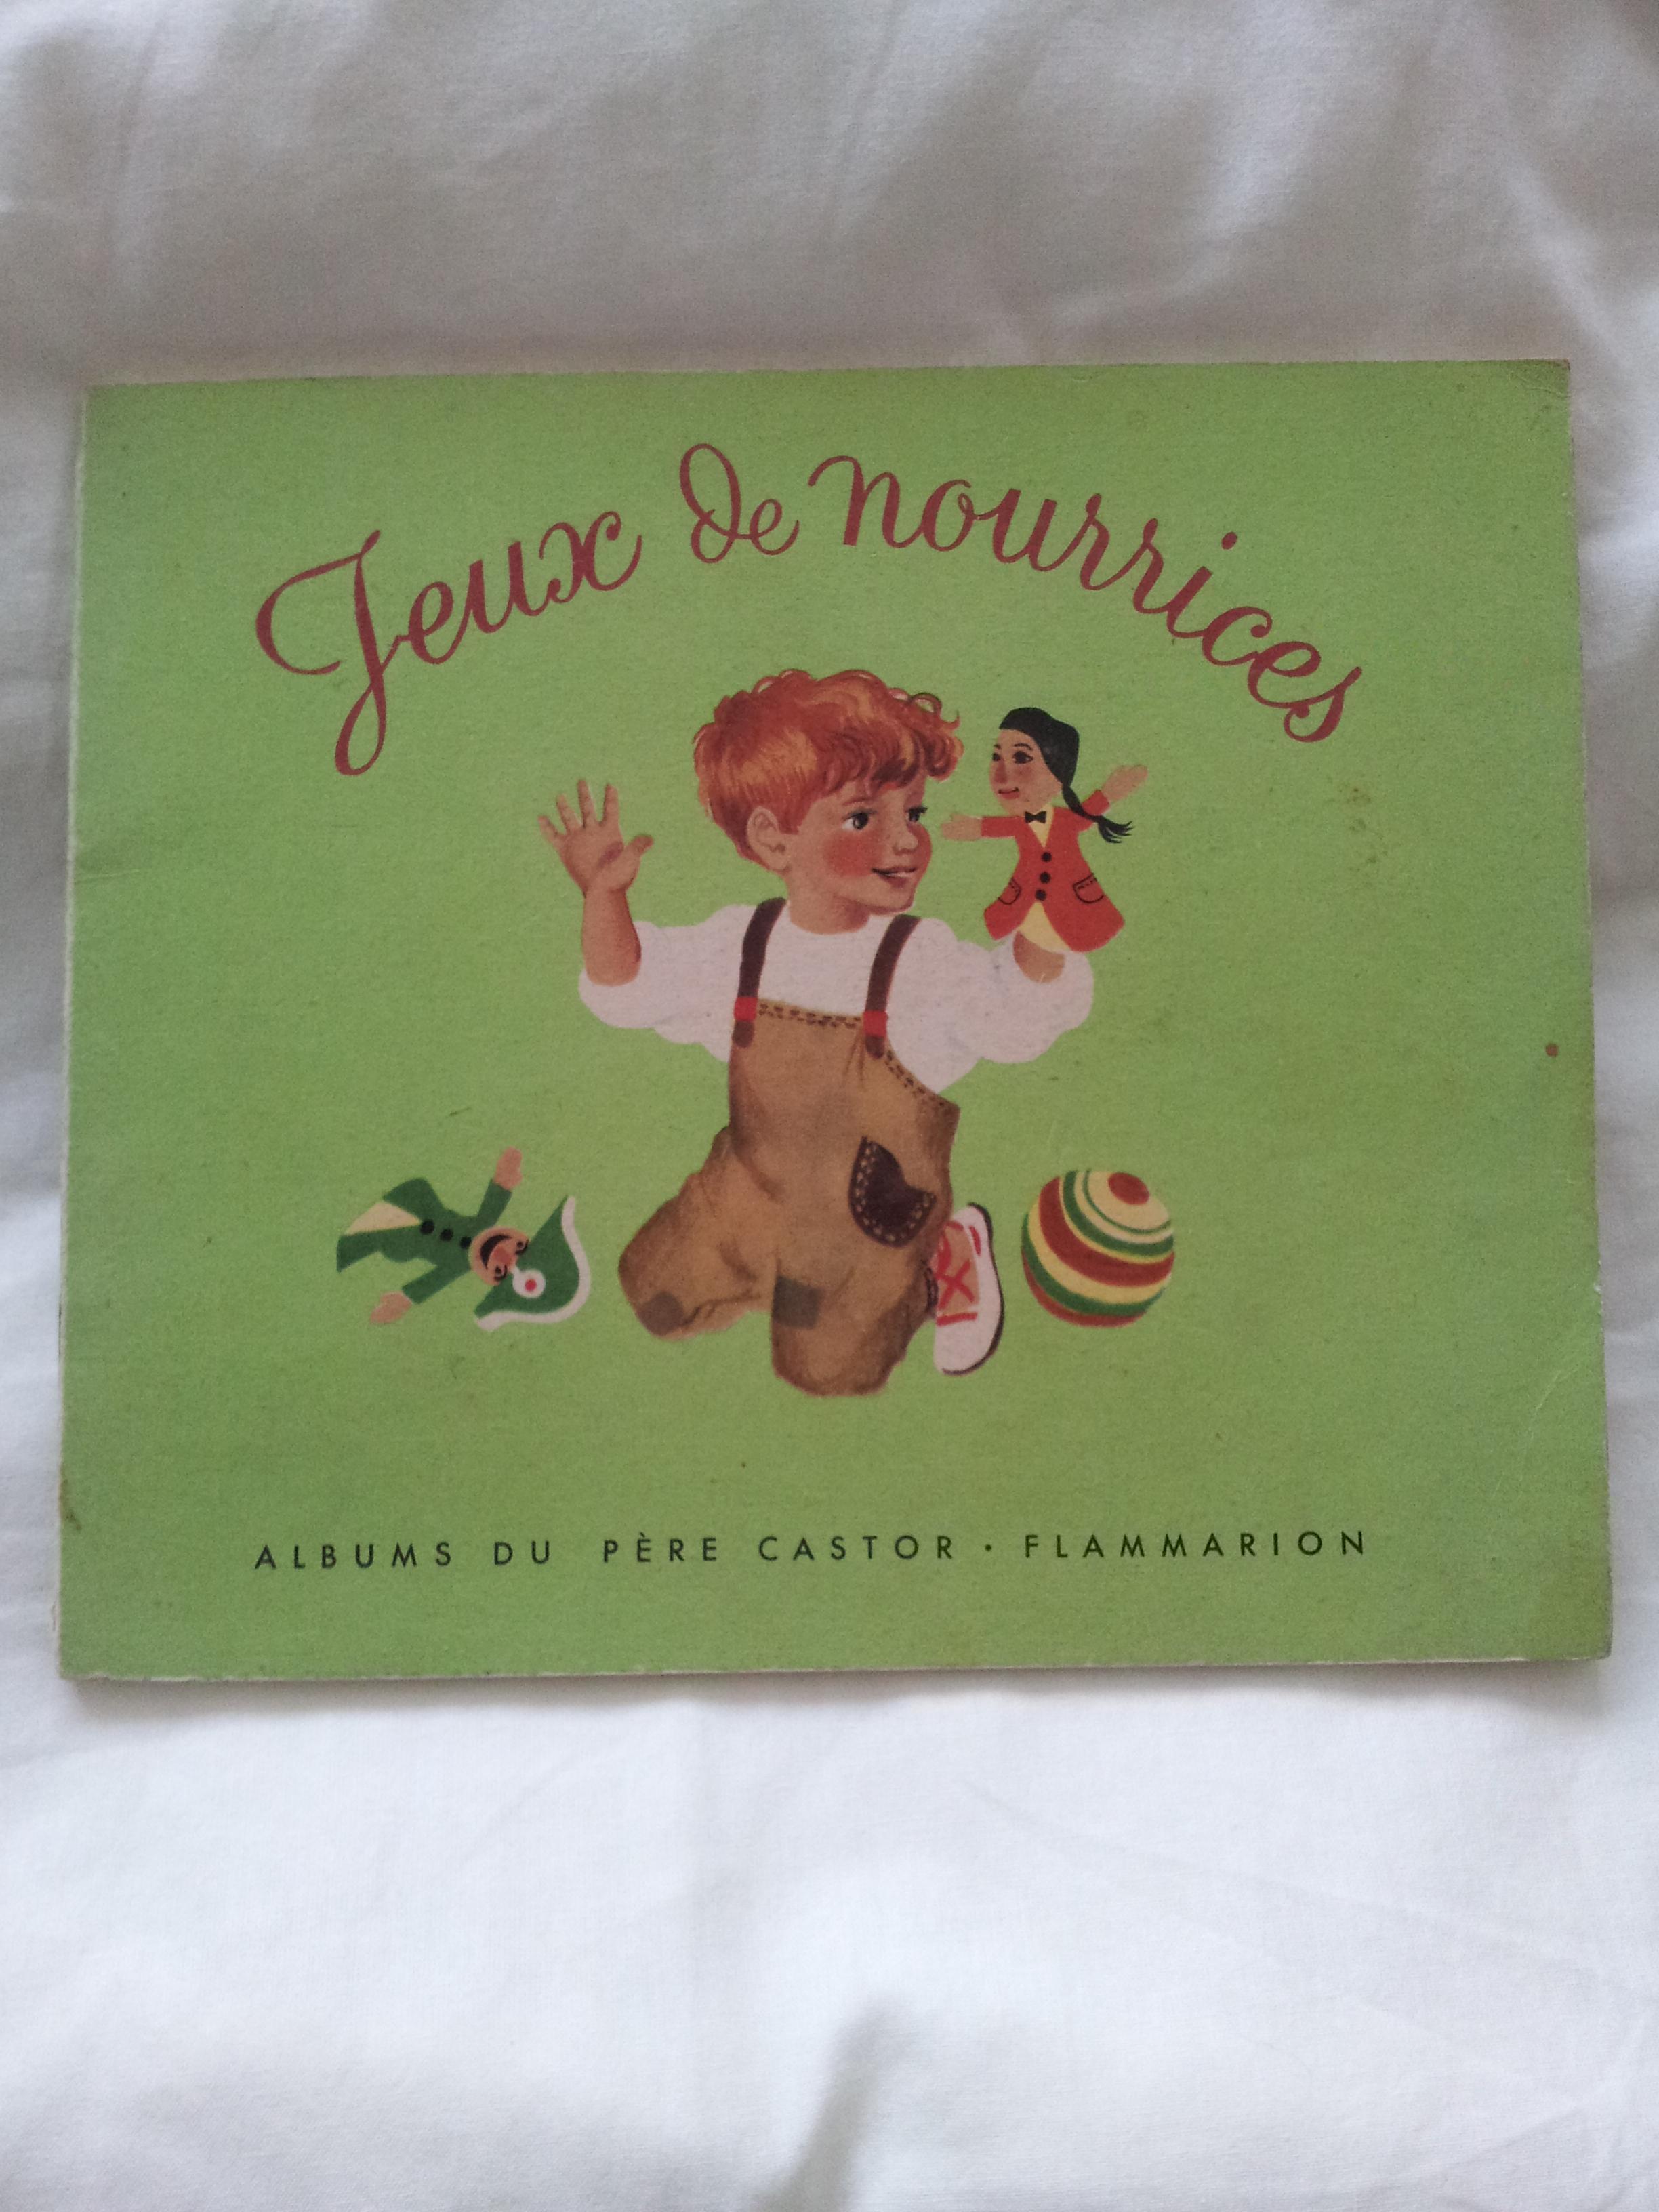 Jeux de nourrices
ALBUMS DU PÈRE CASTOR • FLAMMARION